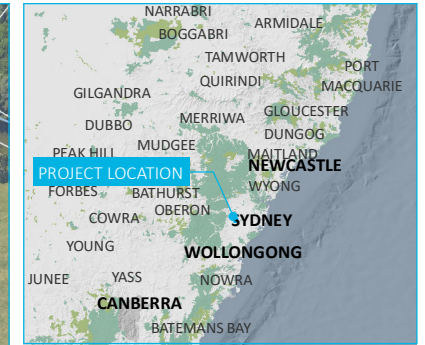 NARRABRI
ARMIDALE
BOGGABRI
TAMWORTH
PORT
MACQUARIE
QUIRINDI
GILGANDRA
GLOUCESTER
MERRIWA
DUBBO
DUNGOG
MUDGEE
MAITLAND
PEAK HILL
NEWCASTLE
PROJECT LOCATION
WYONG
FORBES
BATHURST
OBERON
COWRA
SYDNEY
YOUNG
WOLLONGONG
JUNEE
YASS
NOWRA
CANBERRA
BATEMANS BAY